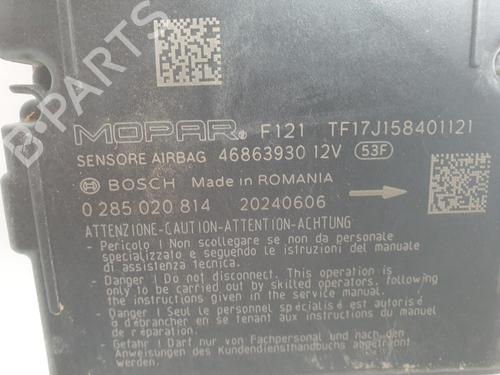 B-PARTS
MOPAR® F121 TF17J158401121
SENSORE AIRBAG 46863930 12V 53F
BOSCH Made in ROMANIA
0 285 020 814 20240606
ATTENZIONE-CAUTION-ATTENTION-ACHTUNG
- Pericolo ! Non scollegare se non da personale
specializzato e seguendo le istruzioni del manuale
di assistenza tecnica.
- Danger ! Do not disconnect. This operation is
only to be carried out by skilled operators, following
the instructions given in the service manual.
- Danger ! Seul le personnel spécialisé est autorisé
à débrancher en se tenant aux instructions du manuel
de réparation.
- Gefahr ! Darf nur von Fachpersonal und nach den
Anweisungen des Kundendiensthandbuchs abgetrennt